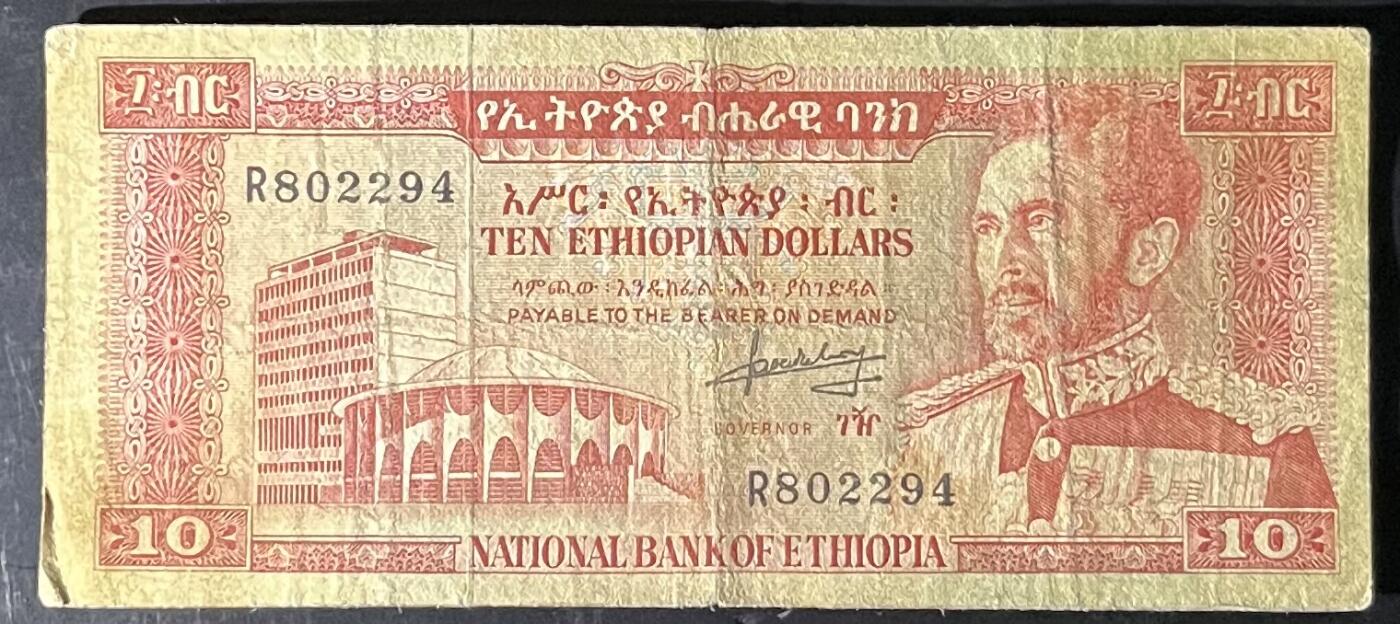 ፲ ብር
፲ ብር
የኢትዮጵያ ብሔራዊ ባንክ
R802294
አሥር ፡ የኢትዮጵያ ፡ ብር ፡
TEN ETHIOPIAN DOLLARS
ላምጪው ፡ እንዲከፈል ፡ ሕግ ፡ ያስገድዳል ፡
PAYABLE TO THE BEARER ON DEMAND
GOVERNOR ገዥ
R802294
10
NATIONAL BANK OF ETHIOPIA
10